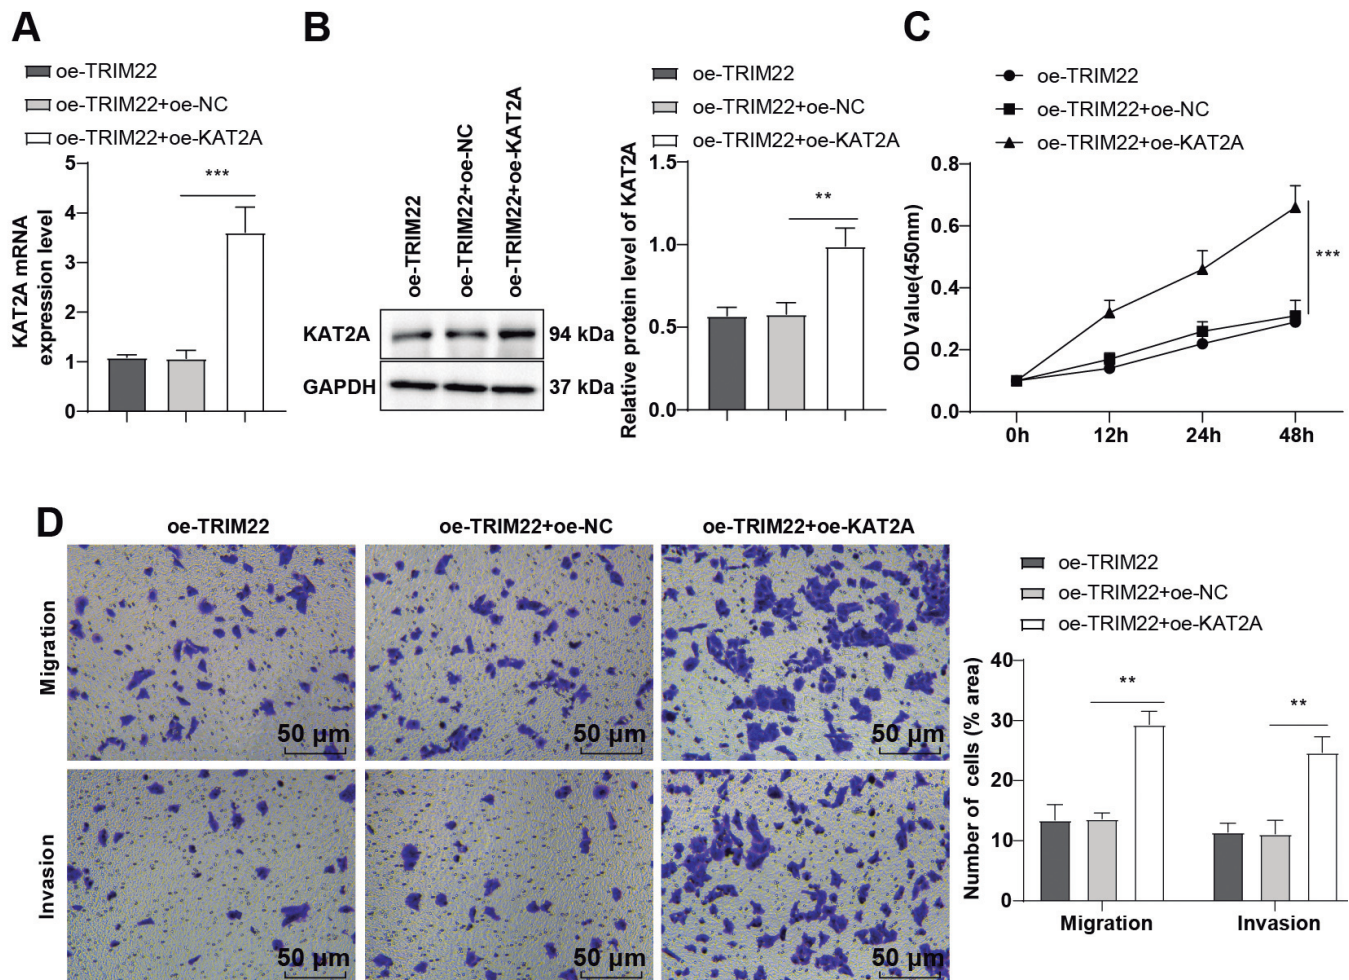 A
oe-TRIM22
oe-TRIM22+oe-NC
oe-TRIM22+oe-KAT2A
KAT2A mRNA
expression level
5
4
3
2
1
0
***
B
oe-TRIM22
oe-TRIM22+oe-NC
oe-TRIM22+oe-KAT2A
KAT2A
94 kDa
GAPDH
37 kDa
oe-TRIM22
oe-TRIM22+oe-NC
oe-TRIM22+oe-KAT2A
Relative protein level of KAT2A
1.5
1.0
0.5
0.0
**
C
oe-TRIM22
oe-TRIM22+oe-NC
oe-TRIM22+oe-KAT2A
OD Value(450nm)
0.8
0.6
0.4
0.2
0.0
***
0h 12h 24h 48h
D
oe-TRIM22 oe-TRIM22+oe-NC oe-TRIM22+oe-KAT2A
Migration
50 μm 50 μm 50 μm
Invasion
50 μm 50 μm 50 μm
oe-TRIM22
oe-TRIM22+oe-NC
oe-TRIM22+oe-KAT2A
Number of cells (% area)
40
30
20
10
0
** **
Migration Invasion